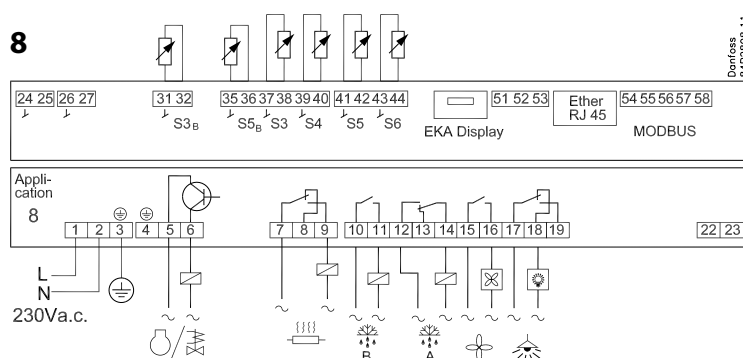 8
Danfoss
24 25 26 27 31 32 35 36 37 38 39 40 41 42 43 44 51 52 53 Ether RJ 45 54 55 56 57 58
S3B S5B S3 S4 S5 S6 EKA Display MODBUS
Appli-
cation
8
1 2 3 4 5 6 7 8 9 10 11 12 13 14 15 16 17 18 19 22 23
L
N
230Va.c.
B A